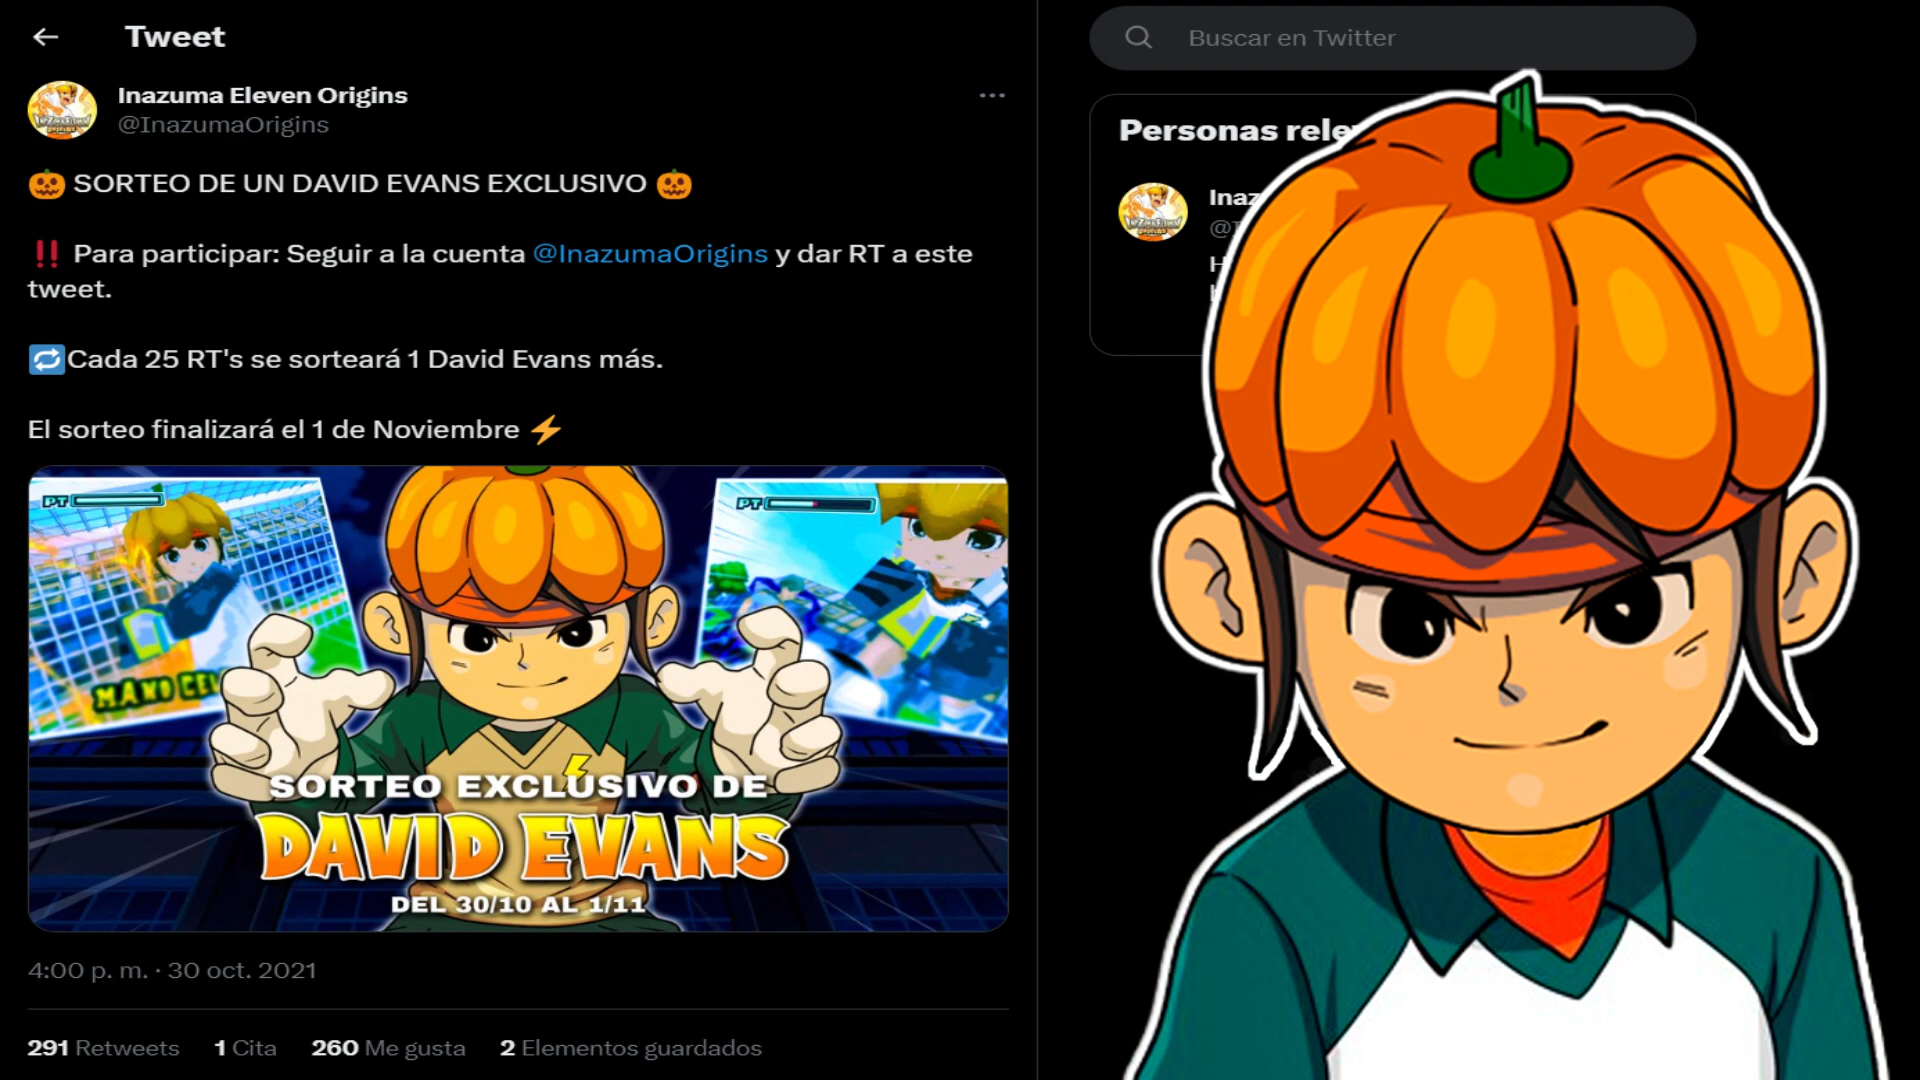 Tweet
Buscar en Twitter
Inazuma Eleven Origins
@InazumaOrigins
🎃 SORTEO DE UN DAVID EVANS EXCLUSIVO 🎃
‼️ Para participar: Seguir a la cuenta @InazumaOrigins y dar RT a este
tweet.
🔁Cada 25 RT's se sorteará 1 David Evans más.
El sorteo finalizará el 1 de Noviembre ⚡
PT
PT
MANO
SORTEO EXCLUSIVO DE
DAVID EVANS
DEL 30/10 AL 1/11
4:00 p. m. · 30 oct. 2021
291 Retweets 1 Cita 260 Me gusta 2 Elementos guardados
Personas rele
Inaz